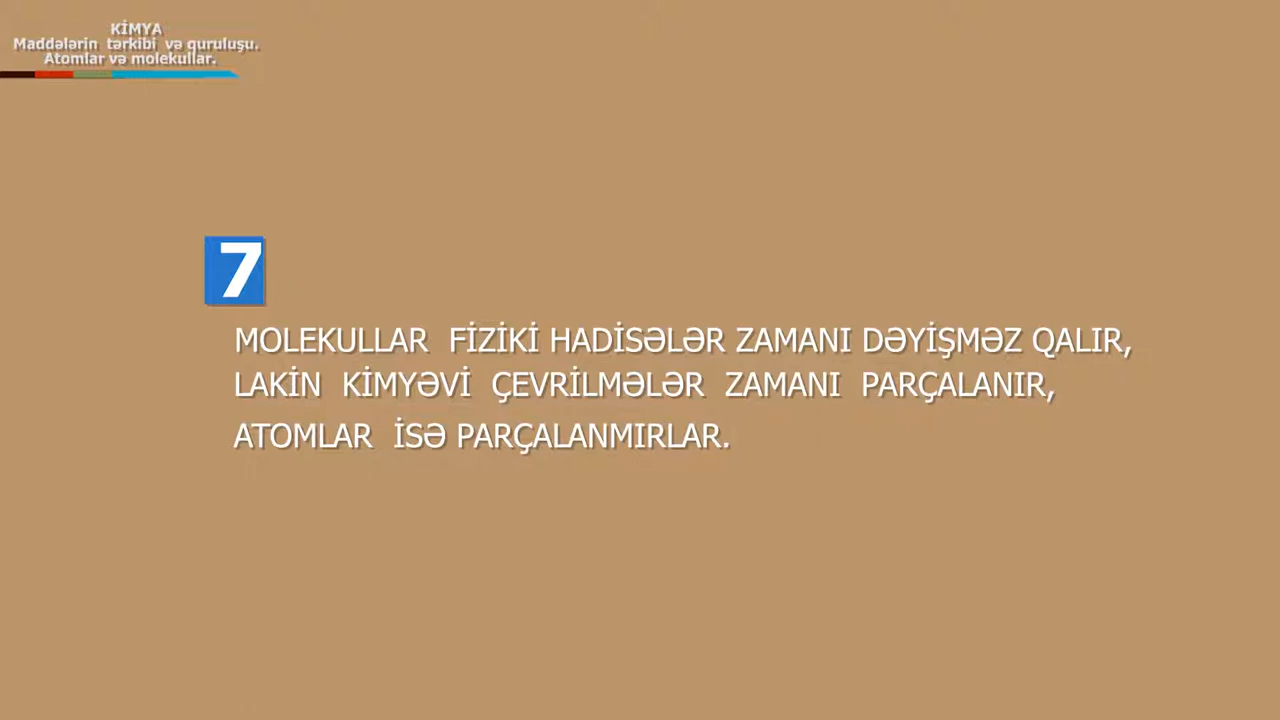 KİMYA
Maddələrin tərkibi və quruluşu.
Atomlar və molekullar.
7
MOLEKULLAR FİZİKİ HADİSƏLƏR ZAMANI DƏYİŞMƏZ QALIR,
LAKİN KİMYƏVİ ÇEVRİLMƏLƏR ZAMANI PARÇALANIR,
ATOMLAR İSƏ PARÇALANMIRLAR.